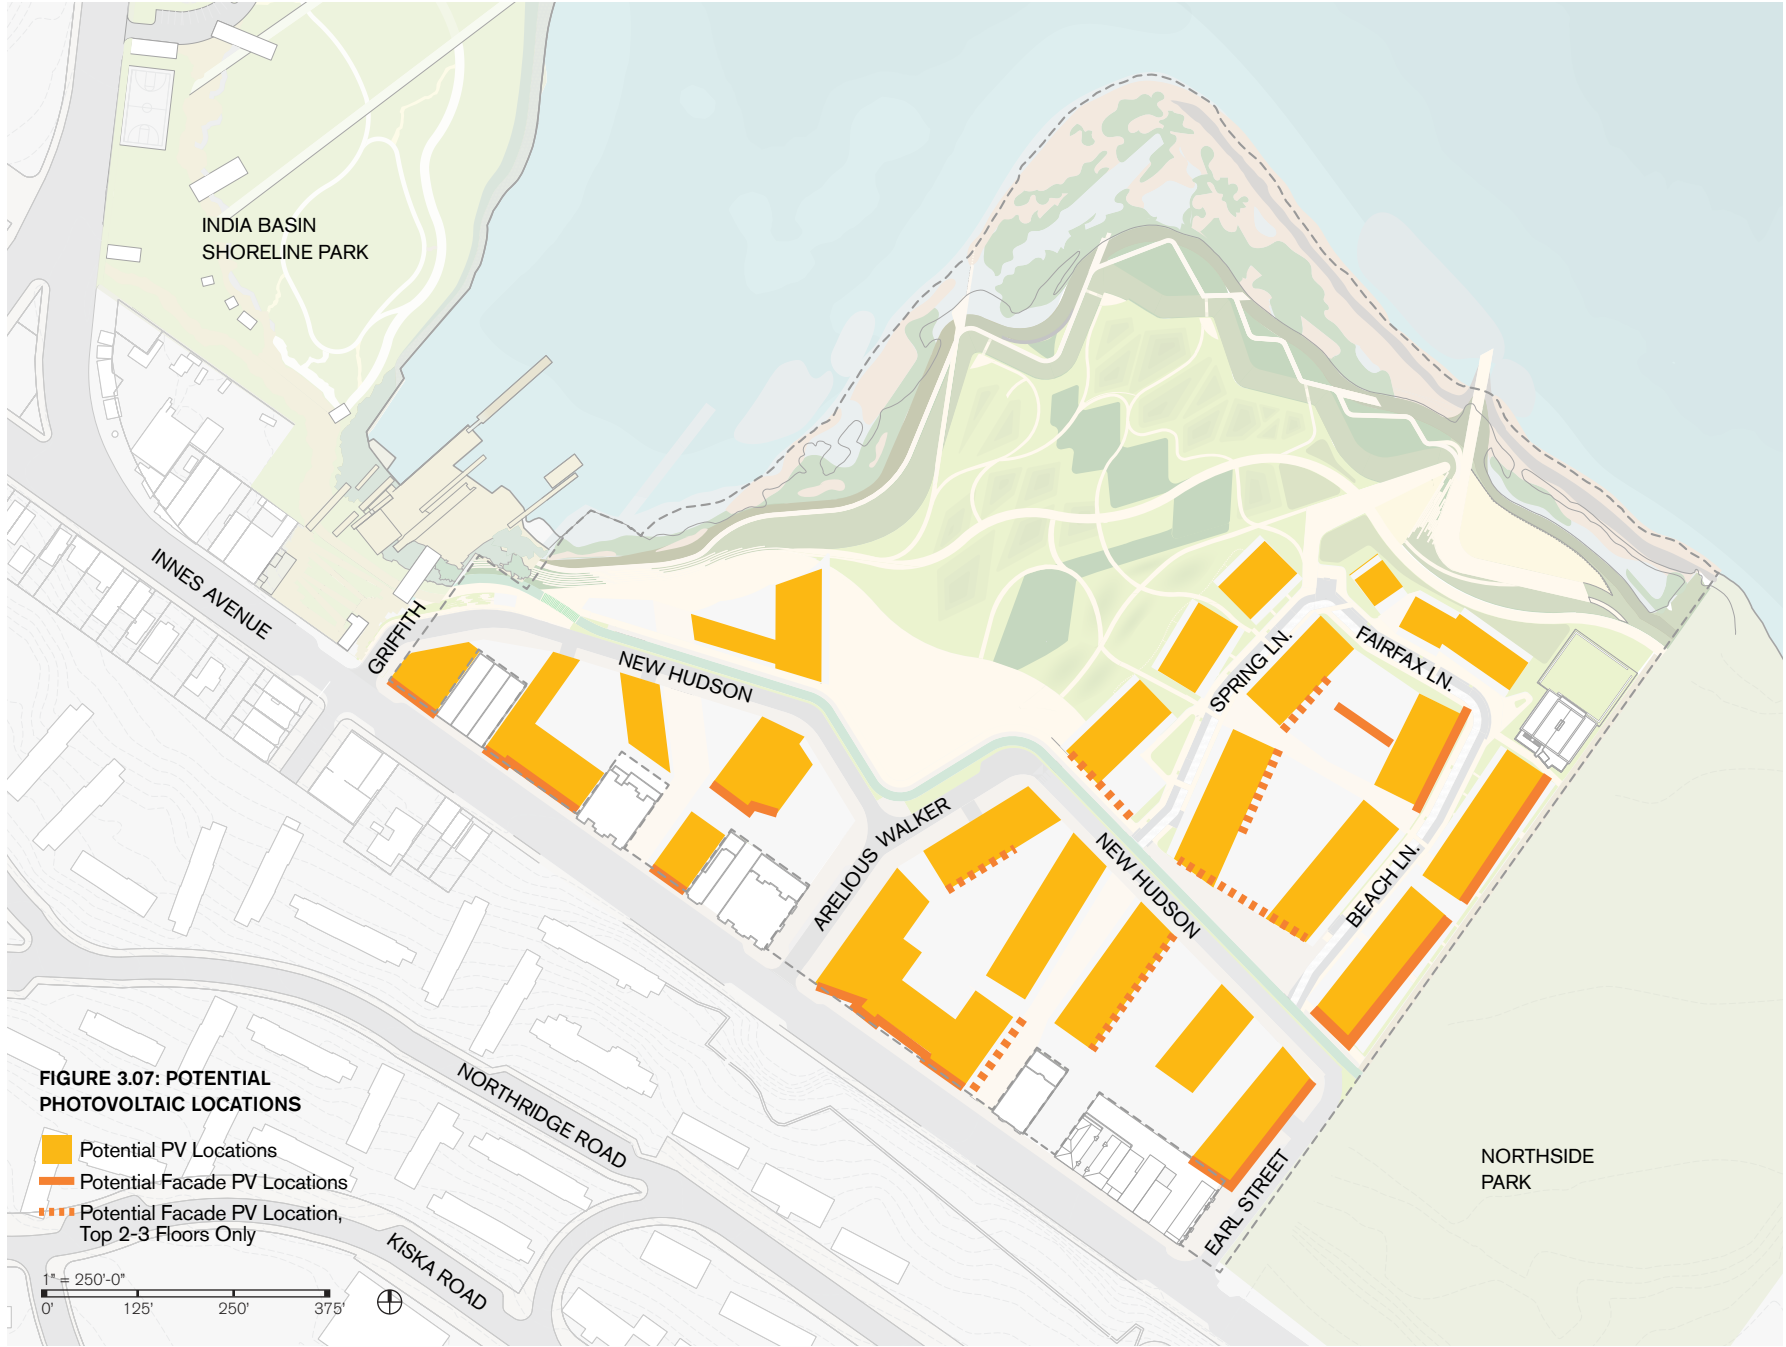 INDIA BASIN
SHORELINE PARK
INNES AVENUE
GRIFFITH
NEW HUDSON
SPRING LN.
FAIRFAX LN.
ARELIOUS WALKER
NEW HUDSON
BEACH LN.
NORTHRIDGE ROAD
KISKA ROAD
EARL STREET
NORTHSIDE
PARK
FIGURE 3.07: POTENTIAL
PHOTOVOLTAIC LOCATIONS
Potential PV Locations
Potential Facade PV Locations
Potential Facade PV Location,
Top 2-3 Floors Only
1" = 250'-0"
0' 125' 250' 375'